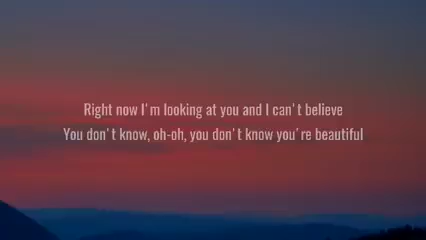 Right now I'm looking at you and I can't believe
You don't know, oh-oh, you don't know you're beautiful